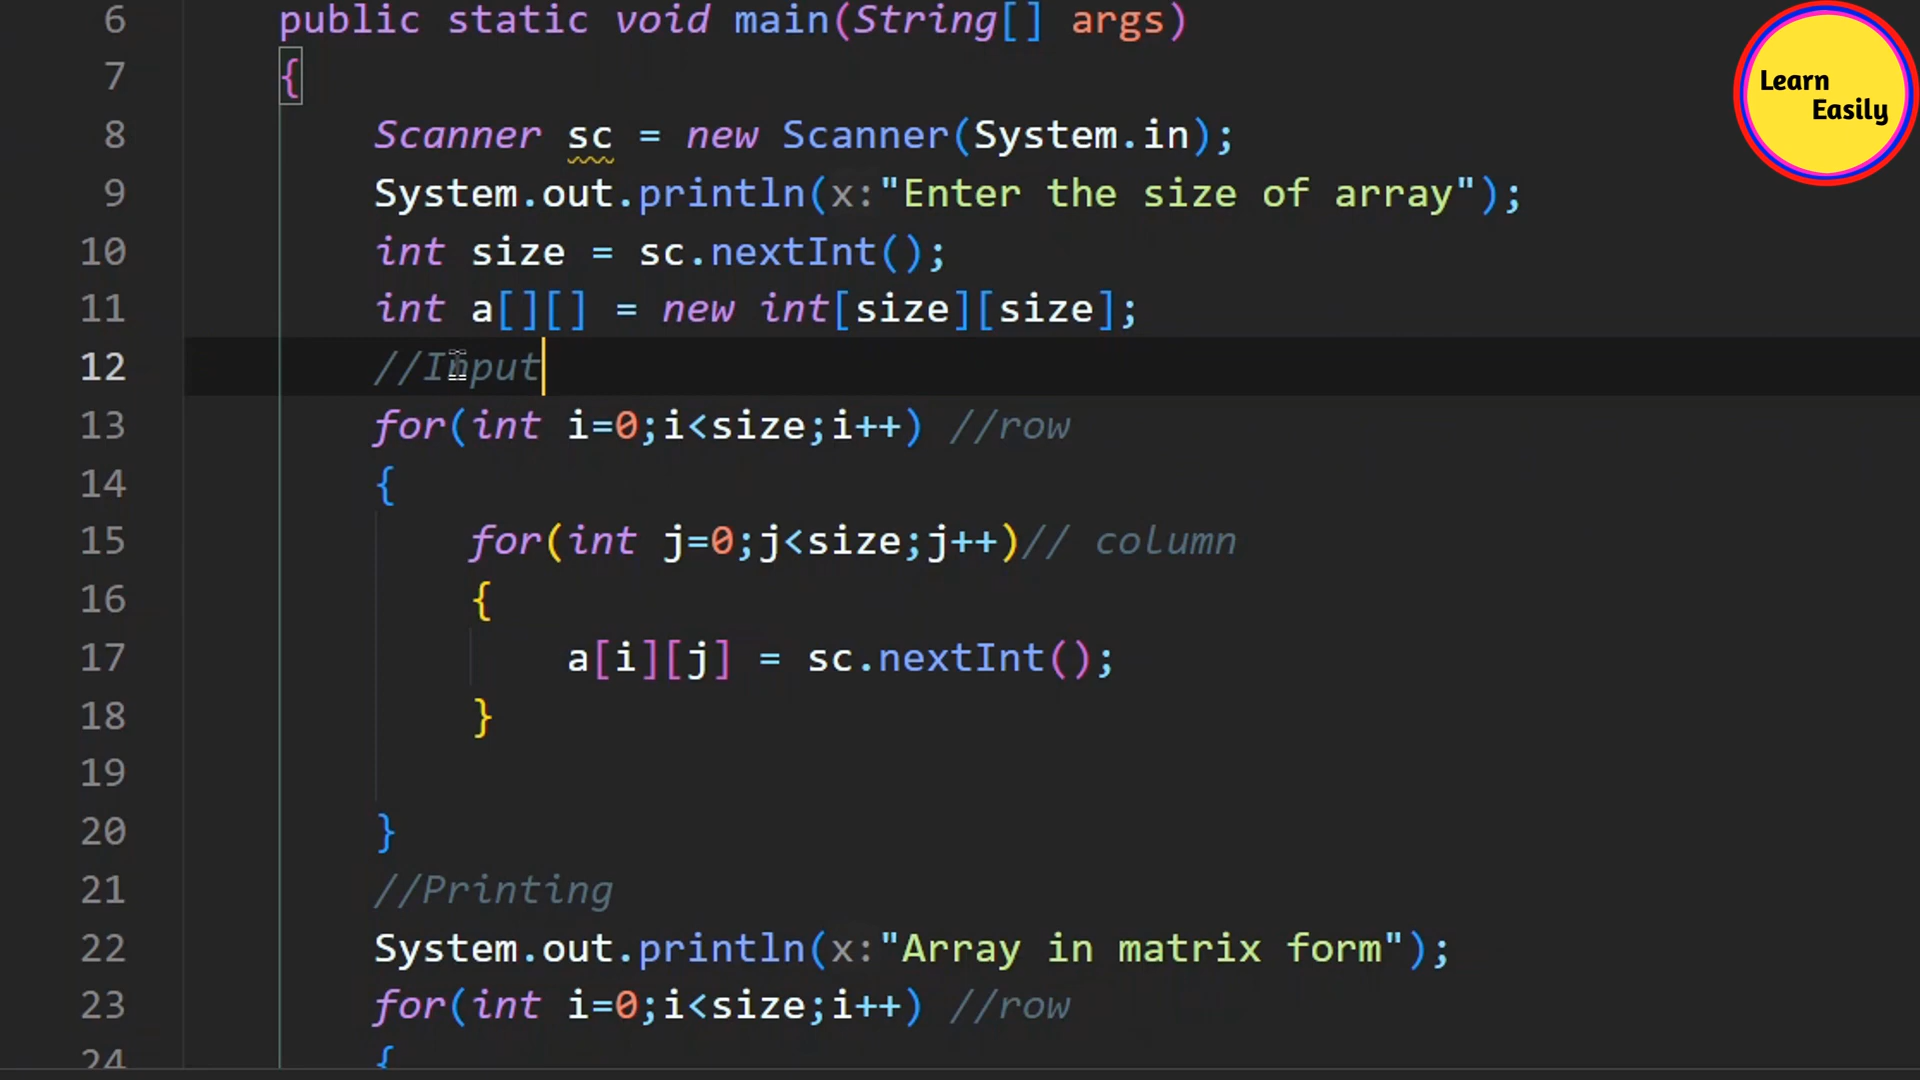 6 public static void main(String[] args)
7 {
8 Scanner sc = new Scanner(System.in);
9 System.out.println(x:"Enter the size of array");
10 int size = sc.nextInt();
11 int a[][] = new int[size][size];
12 //Input
13 for(int i=0;i<size;i++) //row
14 {
15 for(int j=0;j<size;j++)// column
16 {
17 a[i][j] = sc.nextInt();
18 }
19
20 }
21 //Printing
22 System.out.println(x:"Array in matrix form");
23 for(int i=0;i<size;i++) //row
24 {
Learn
Easily